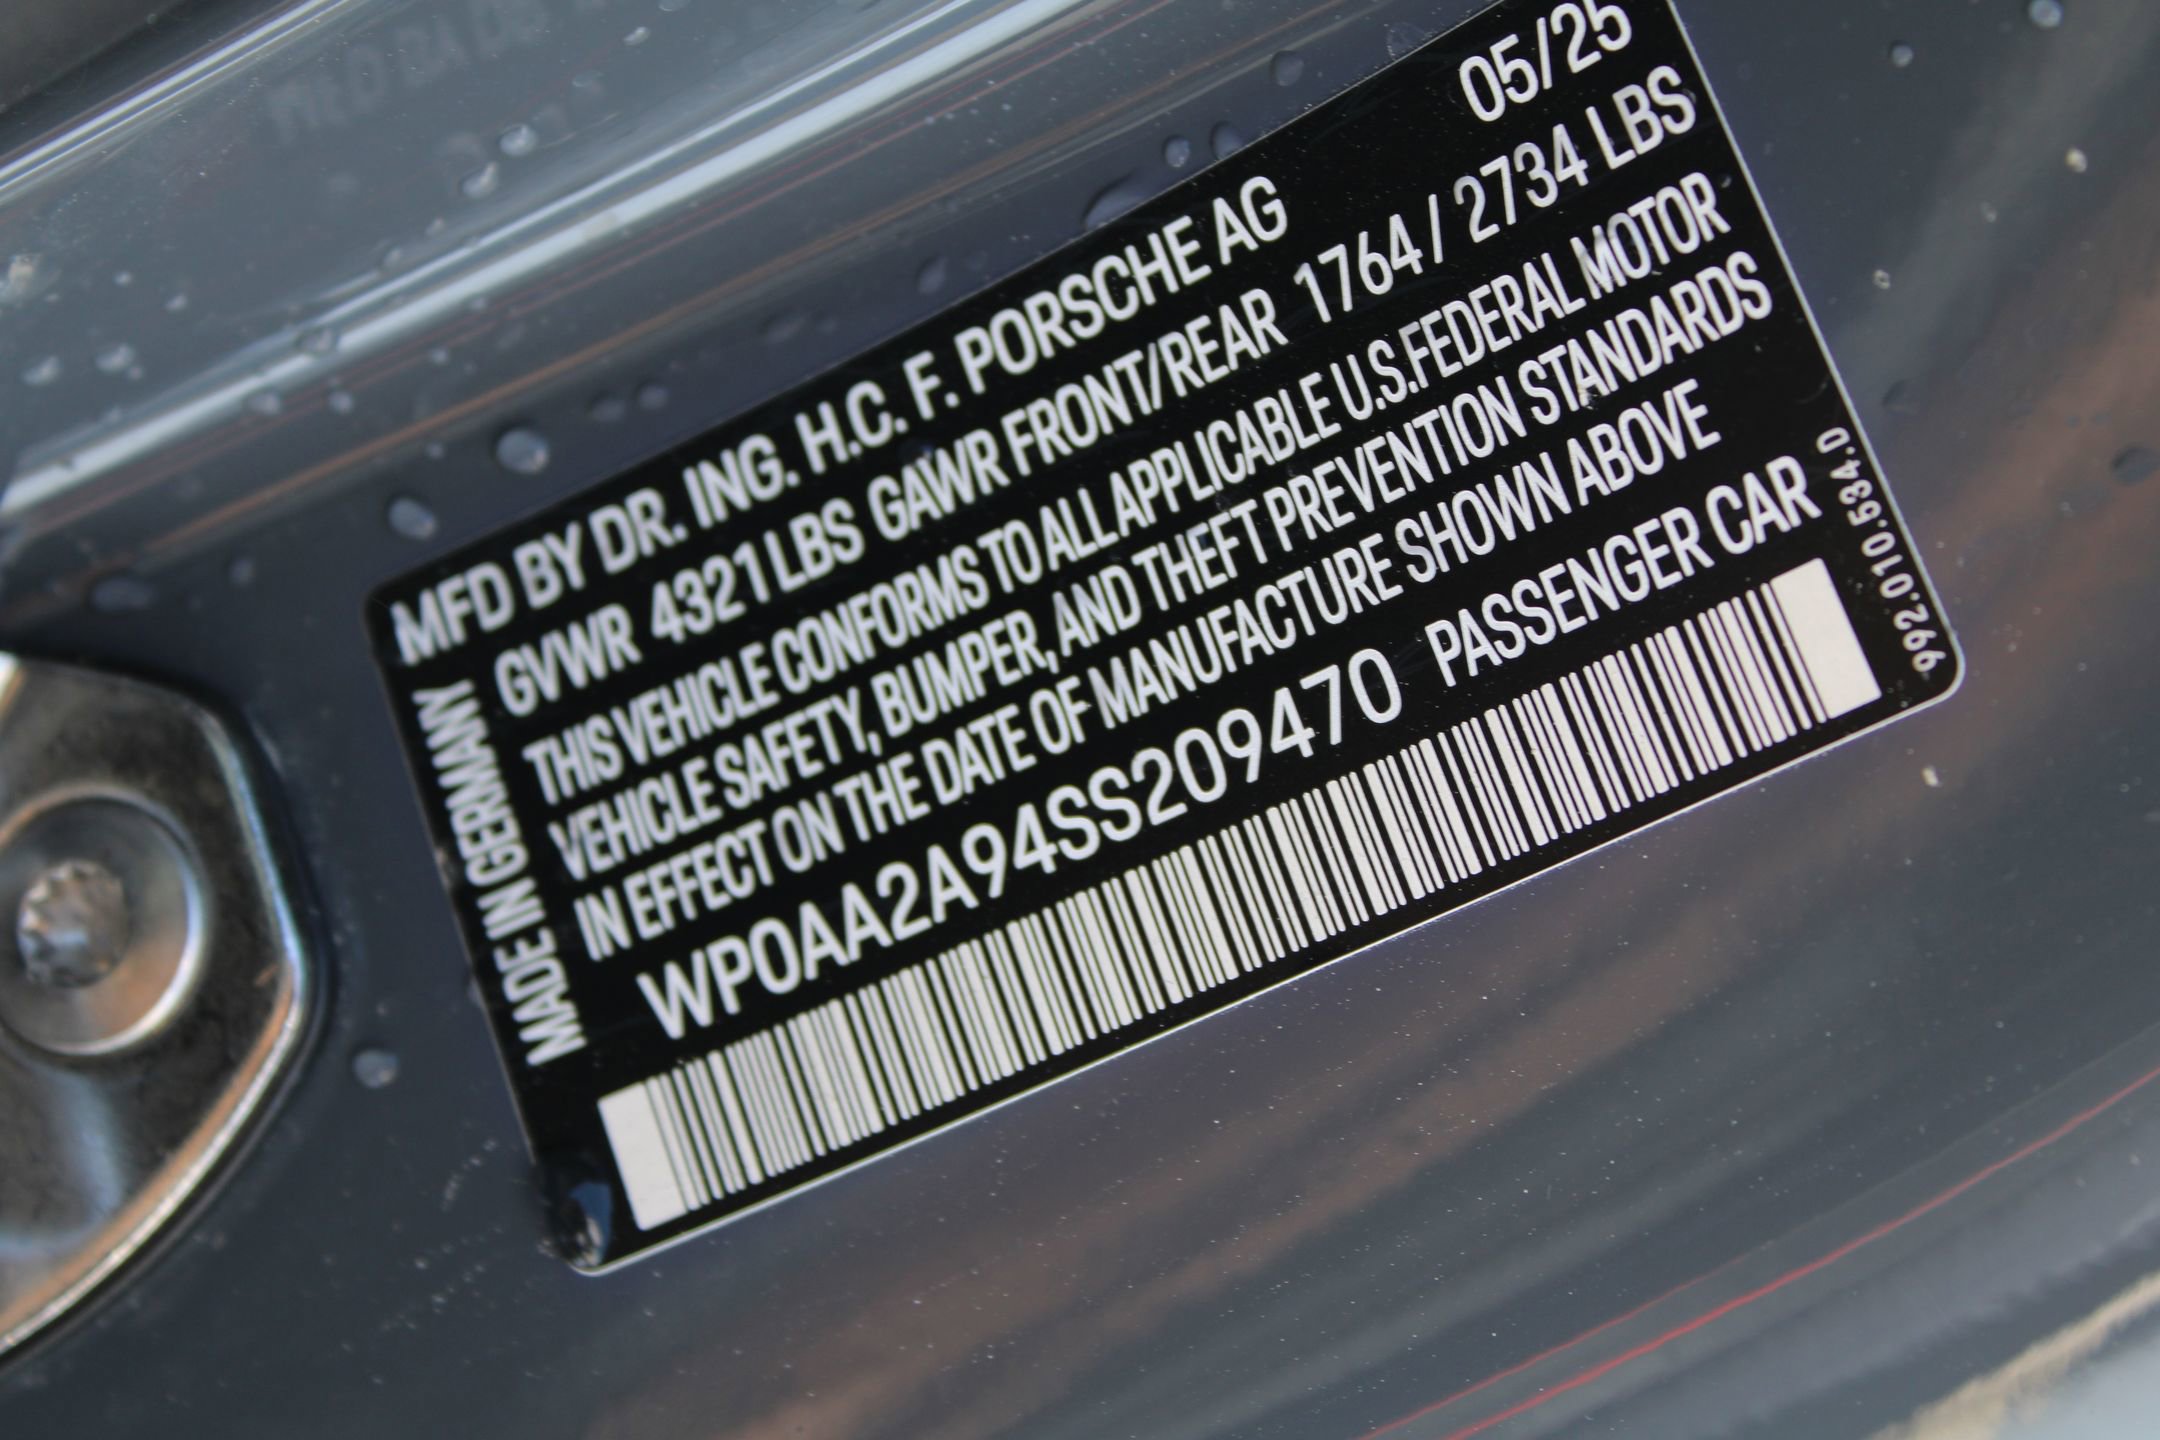 MFD BY DR. ING. H.C. F. PORSCHE AG 05/25
GVWR 4321 LBS GAWR FRONT/REAR 1764 / 2734 LBS
THIS VEHICLE CONFORMS TO ALL APPLICABLE U.S.FEDERAL MOTOR
VEHICLE SAFETY, BUMPER, AND THEFT PREVENTION STANDARDS
IN EFFECT ON THE DATE OF MANUFACTURE SHOWN ABOVE
WP0AA2A94SS209470 PASSENGER CAR
MADE IN GERMANY
992.010.534.D